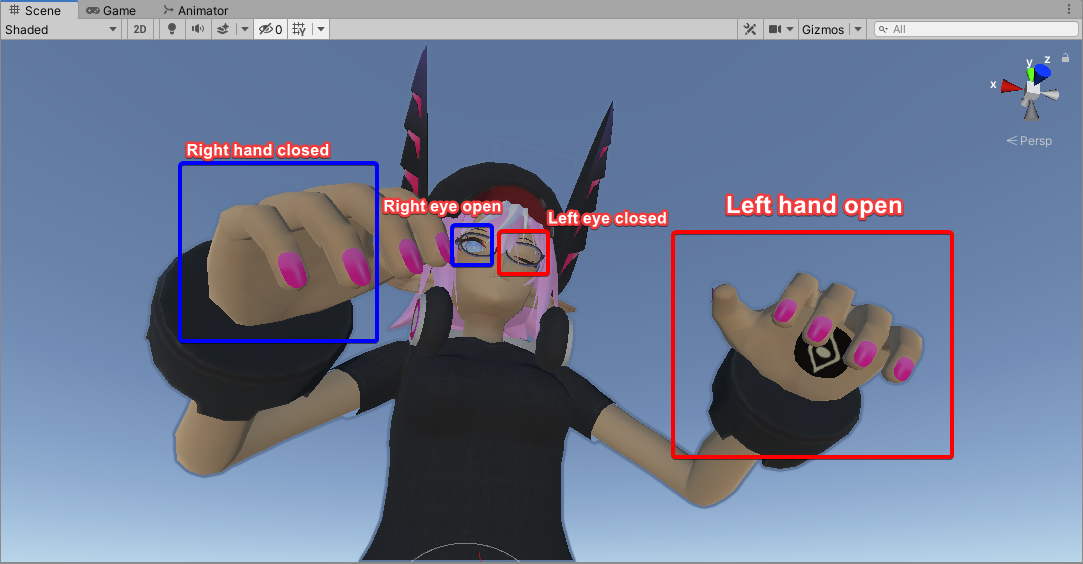 Scene Game Animator
Shaded 2D 0 Gizmos All
y z
x
Persp
Right hand closed
Right eye open
Left hand open
Left eye closed